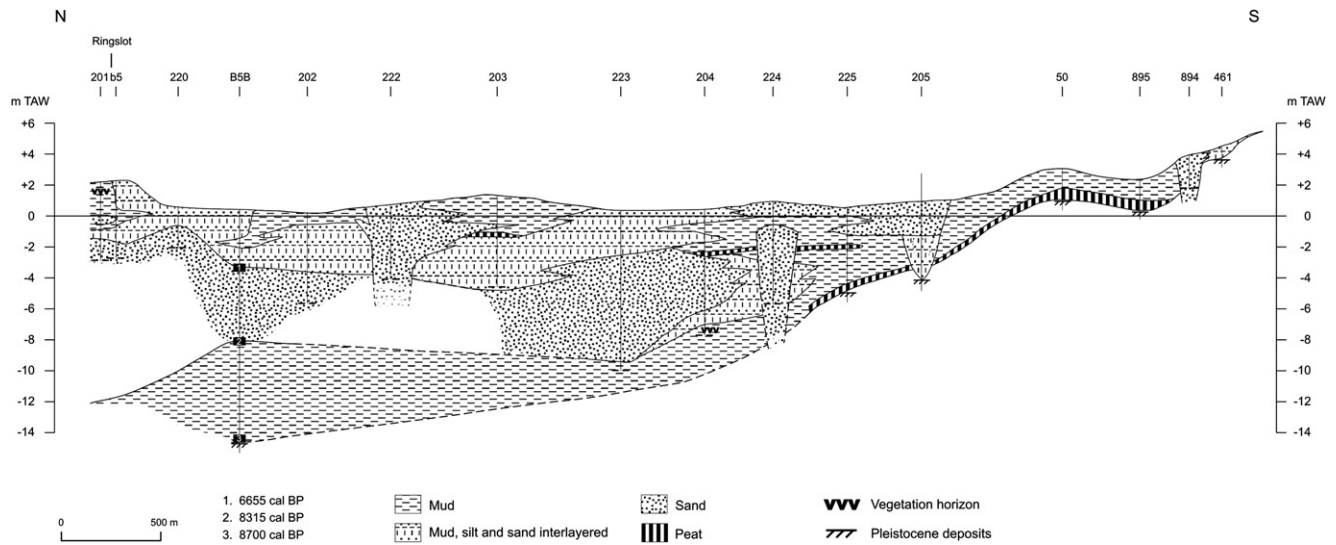 N S
Ringslot
201 b5 220 B5B 202 222 203 223 204 224 225 205 50 895 894 461
m TAW m TAW
+6 +6
+4 +4
+2 +2
0 0
-2 -2
-4 -4
-6 -6
-8 -8
-10 -10
-12 -12
-14 -14
1
2
3
1. 6655 cal BP
2. 8315 cal BP
3. 8700 cal BP
Mud
Mud, silt and sand interlayered
Sand
Peat
Vegetation horizon
Pleistocene deposits
0 500 m